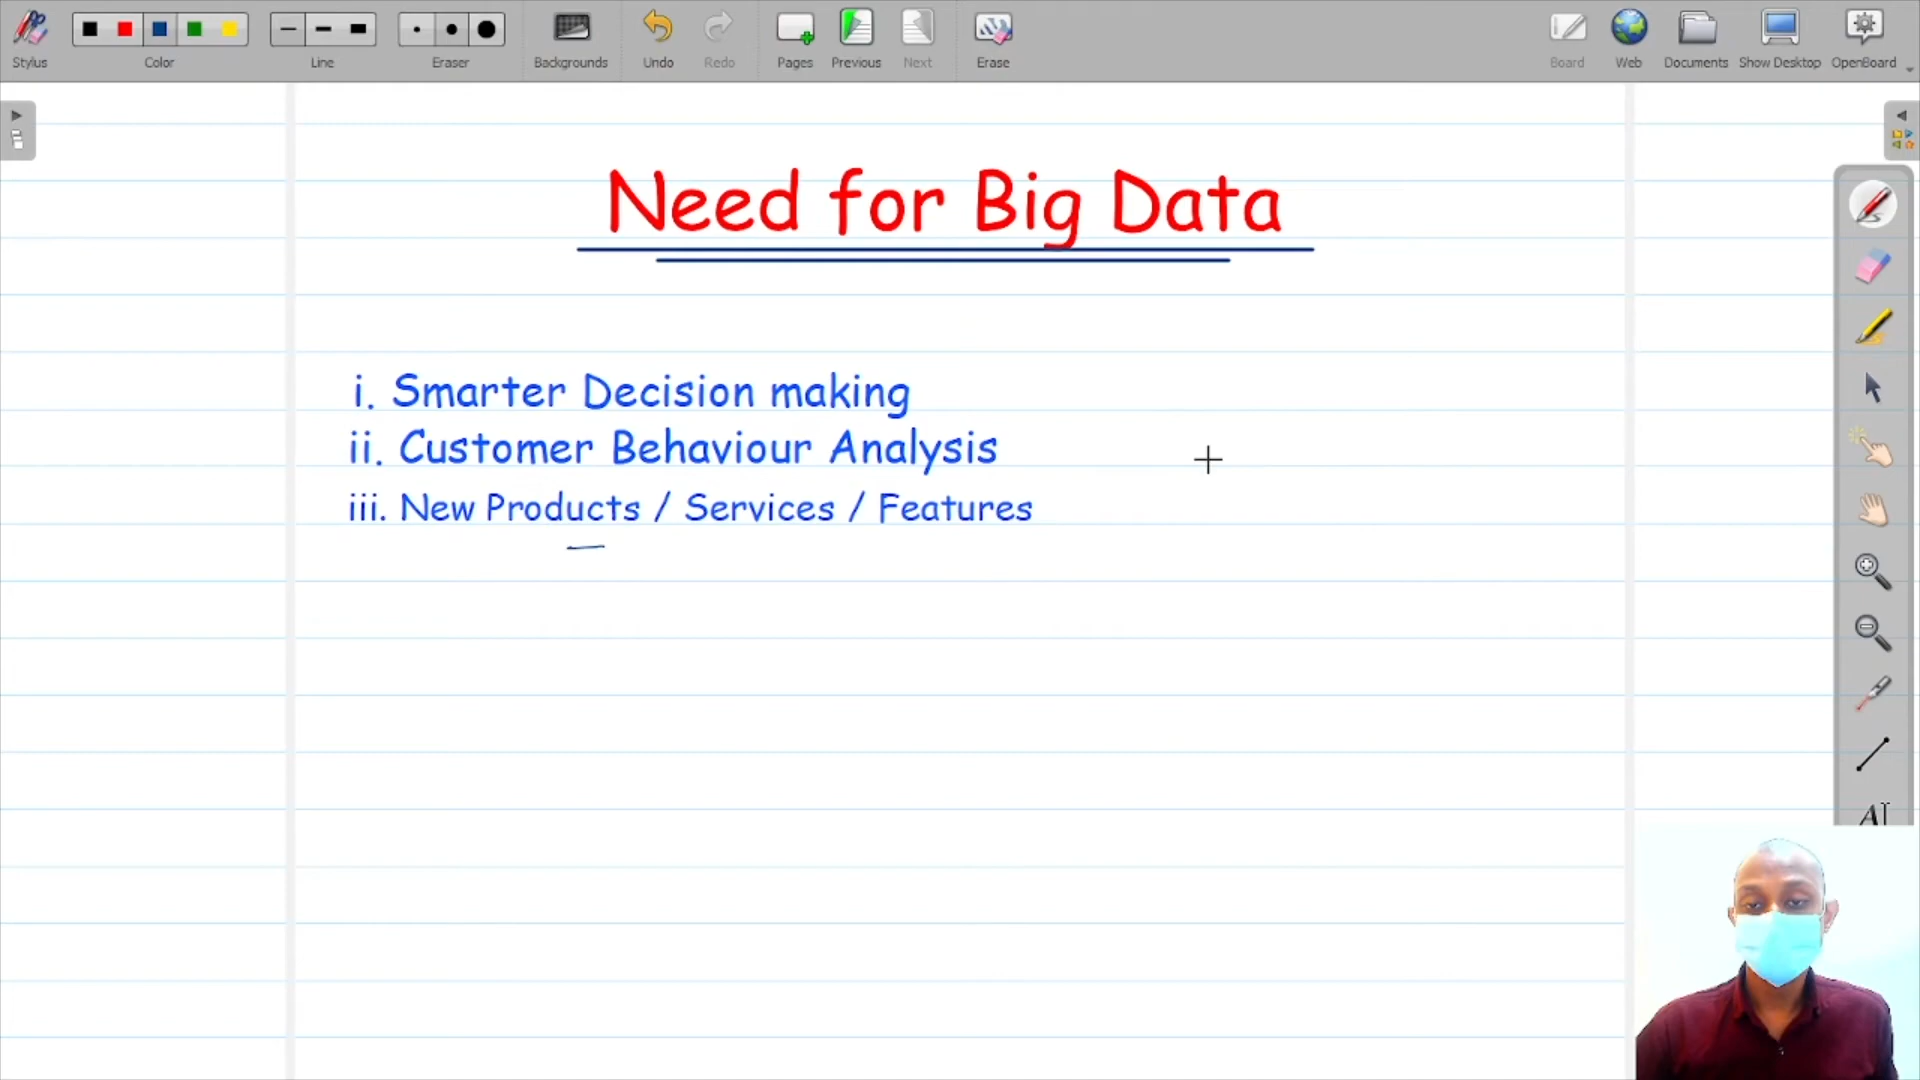 Stylus Color Line Eraser Backgrounds Undo Redo Pages Previous Next Erase Board Web Documents Show Desktop OpenBoard
Need for Big Data
i. Smarter Decision making
ii. Customer Behaviour Analysis
iii. New Products / Services / Features
AI